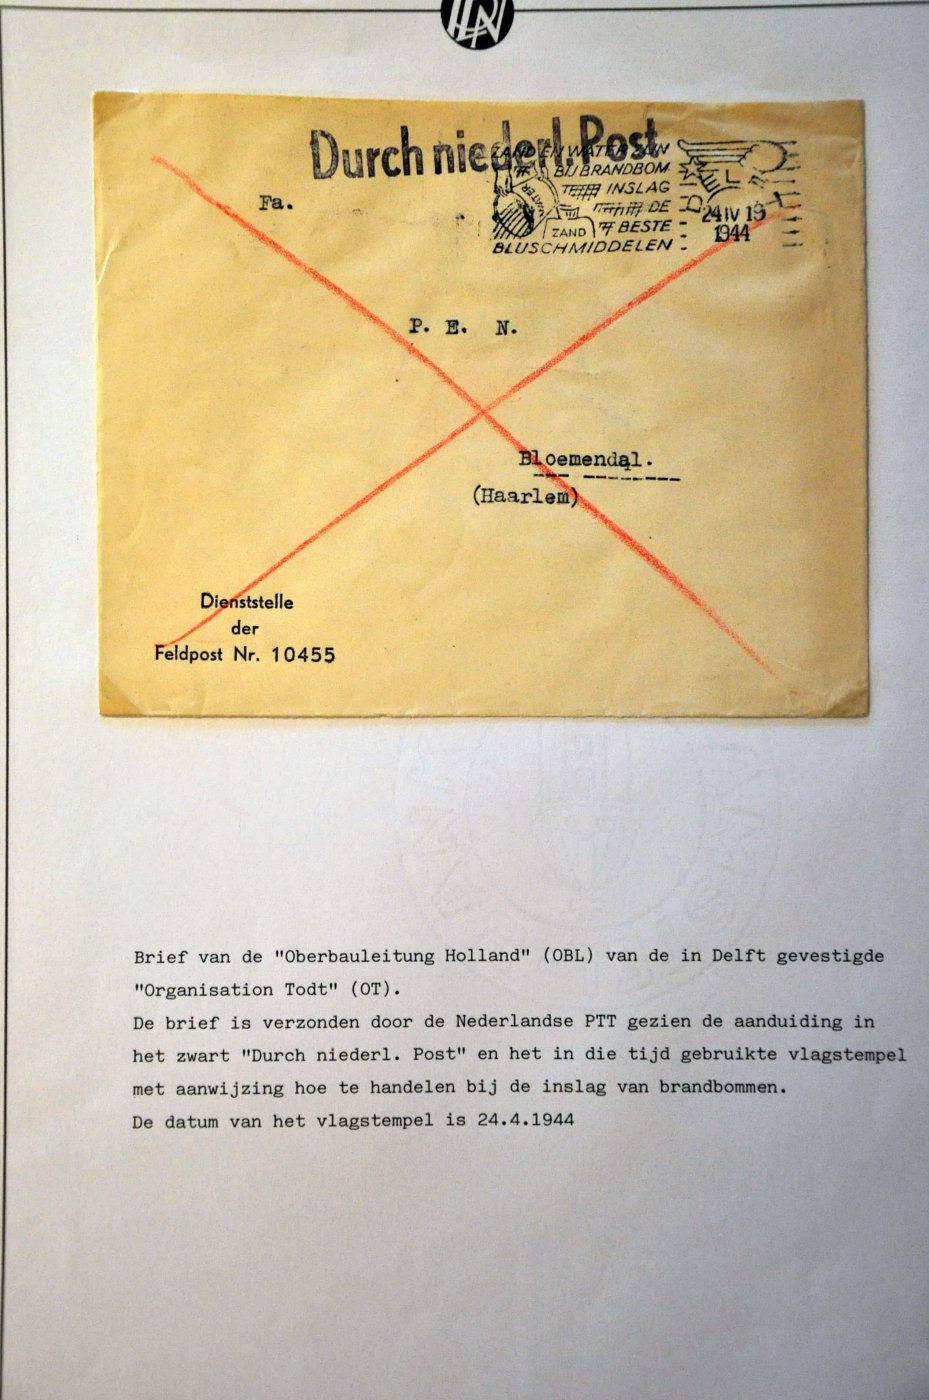 Durch niederl. Post
ZAND EN WATER ZIJN
BIJ BRANDBOM
INSLAG
DE
WATER
ZAND
BESTE
BLUSCHMIDDELEN
DELFT
24 IV 19
1944
Fa.
P. E. N.
Bloemendal.
(Haarlem)
Dienststelle
der
Feldpost Nr. 10455
Brief van de "Oberbauleitung Holland" (OBL) van de in Delft gevestigde
"Organisation Todt" (OT).
De brief is verzonden door de Nederlandse PTT gezien de aanduiding in
het zwart "Durch niederl. Post" en het in die tijd gebruikte vlagstempel
met aanwijzing hoe te handelen bij de inslag van brandbommen.
De datum van het vlagstempel is 24.4.1944